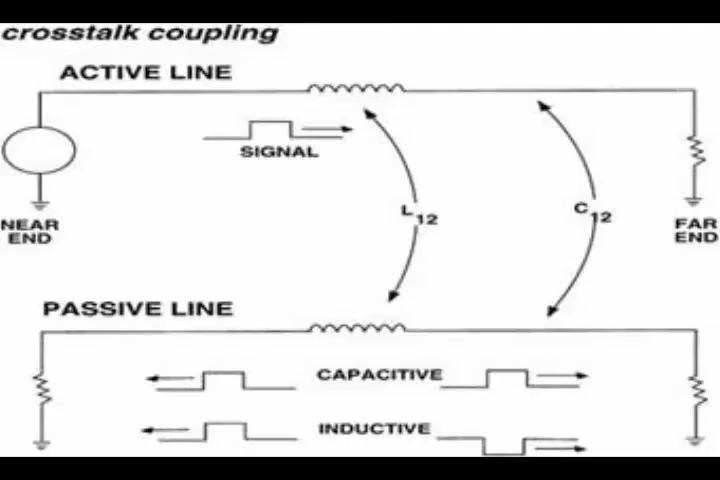 crosstalk coupling
ACTIVE LINE
SIGNAL
L12
C12
NEAR
END
FAR
END
PASSIVE LINE
CAPACITIVE
INDUCTIVE